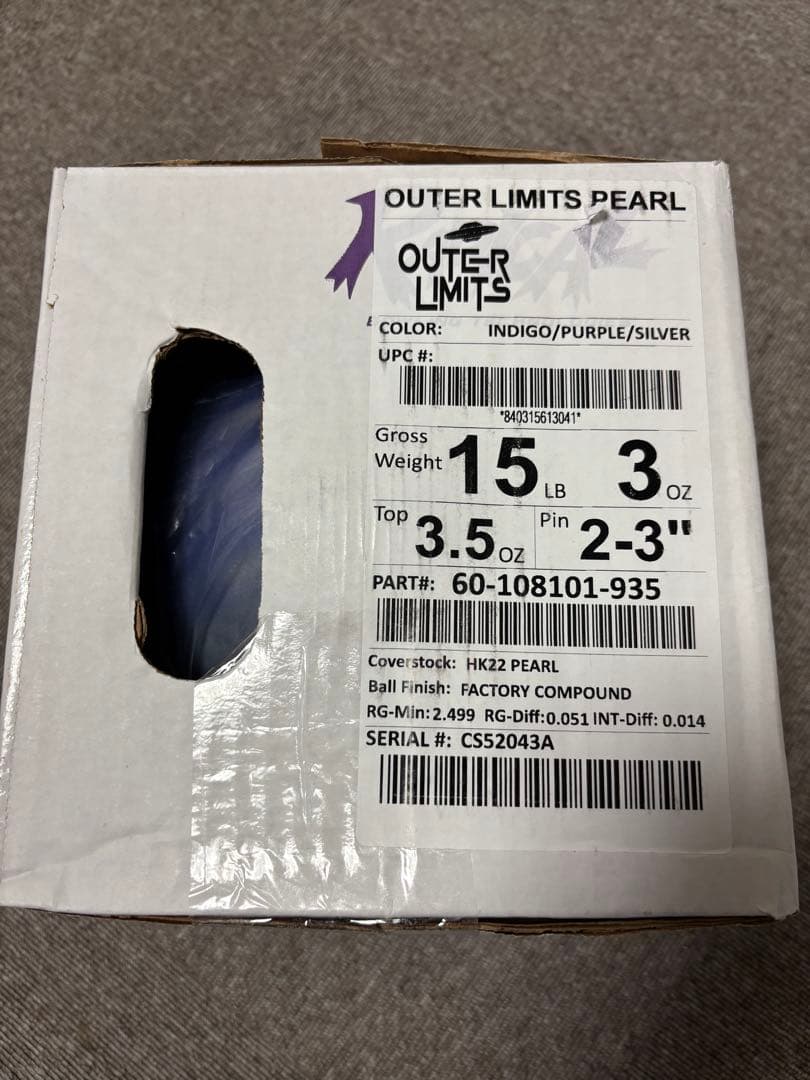 OUTER LIMITS PEARL
OUTER
LIMITS
COLOR: INDIGO/PURPLE/SILVER
UPC #:
*840315613041*
Gross
Weight 15 LB 3 OZ
Top 3.5 OZ Pin 2-3"
PART#: 60-108101-935
Coverstock: HK22 PEARL
Ball Finish: FACTORY COMPOUND
RG-Min: 2.499 RG-Diff: 0.051 INT-Diff: 0.014
SERIAL #: CS52043A